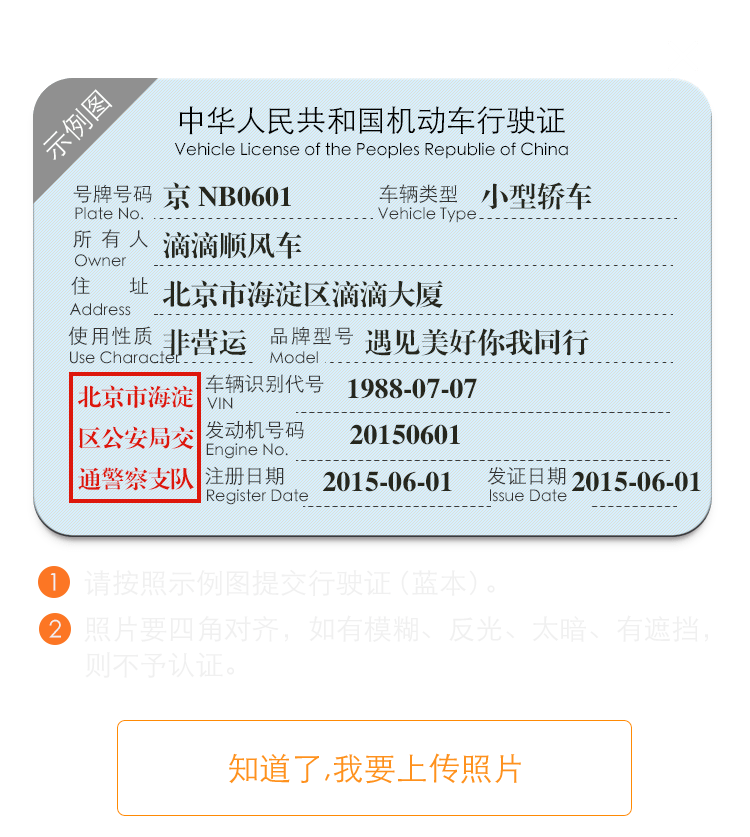 示例图
中华人民共和国机动车行驶证
Vehicle License of the Peoples Republie of China
号牌号码 京 NB0601 车辆类型 小型轿车
Plate No. Vehicle Type
所有人 滴滴顺风车
Owner
住 址 北京市海淀区滴滴大厦
Address
使用性质 非营运 品牌型号 遇见美好你我同行
Use Character Model
北京市海淀
区公安局交
通警察支队
车辆识别代号 1988-07-07
VIN
发动机号码 20150601
Engine No.
注册日期 2015-06-01 发证日期 2015-06-01
Register Date Issue Date
1 请按照示例图提交行驶证（蓝本）。
2 照片要四角对齐，如有模糊、反光、太暗、有遮挡，
则不予认证。
知道了,我要上传照片